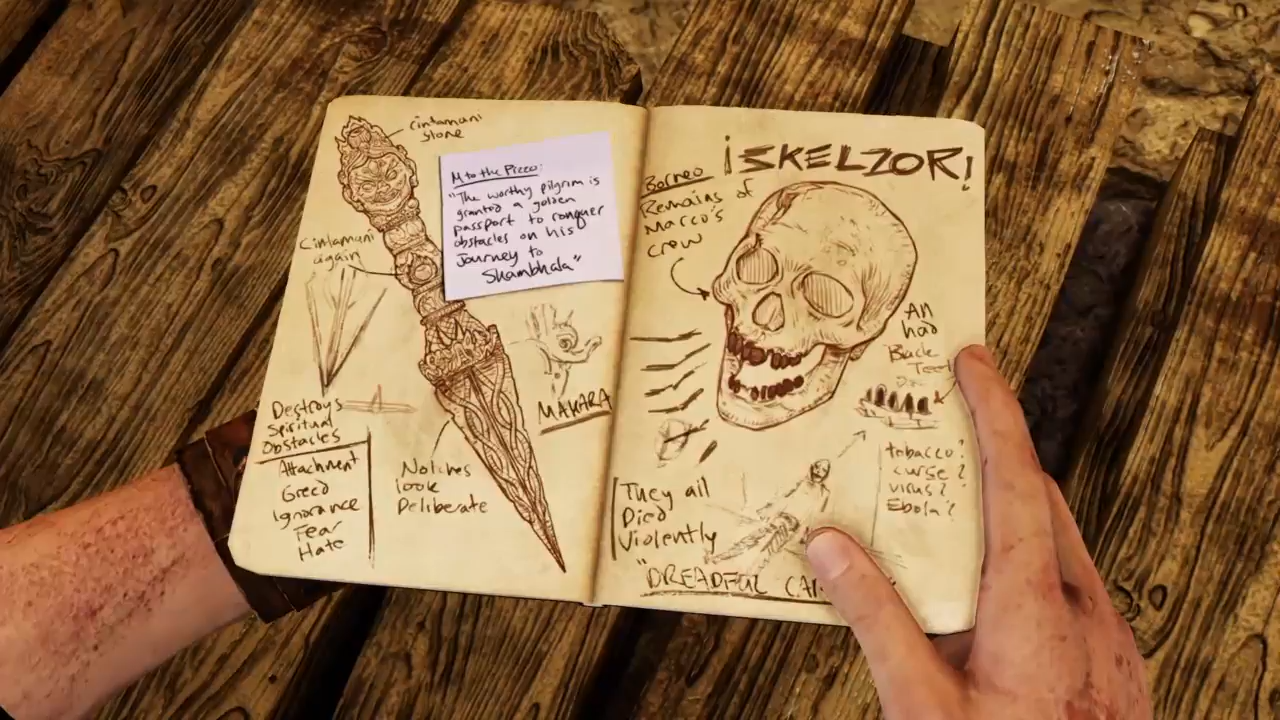 Cintamani
Stone
M to the Pizzo:
"The worthy pilgrim is
granted a golden
passport to conquer
obstacles on his
Journey to
Shambhala"
Cintamani
again
MAKARA
Destroys
Spiritual
Obstacles
Attachment
Greed
Ignorance
Fear
Hate
Notches
look
Deliberate
¡SKELZOR!
Borneo
Remains of
Marco's
crew
All
had
Black
Teeth
tobacco?
curse?
virus?
Ebola?
They all
Died
Violently
"DREADFUL